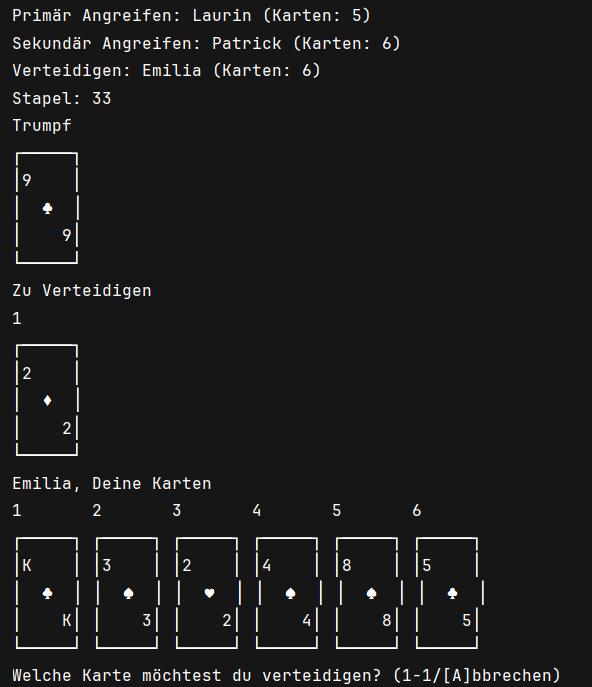 Primär Angreifen: Laurin (Karten: 5)
Sekundär Angreifen: Patrick (Karten: 6)
Verteidigen: Emilia (Karten: 6)
Stapel: 33
Trumpf
9
♣
9
Zu Verteidigen
1
2
♦
2
Emilia, Deine Karten
1 2 3 4 5 6
K 3 2 4 8 5
♣ ♠ ♥ ♠ ♠ ♣
K 3 2 4 8 5
Welche Karte möchtest du verteidigen? (1-1/[A]bbrechen)